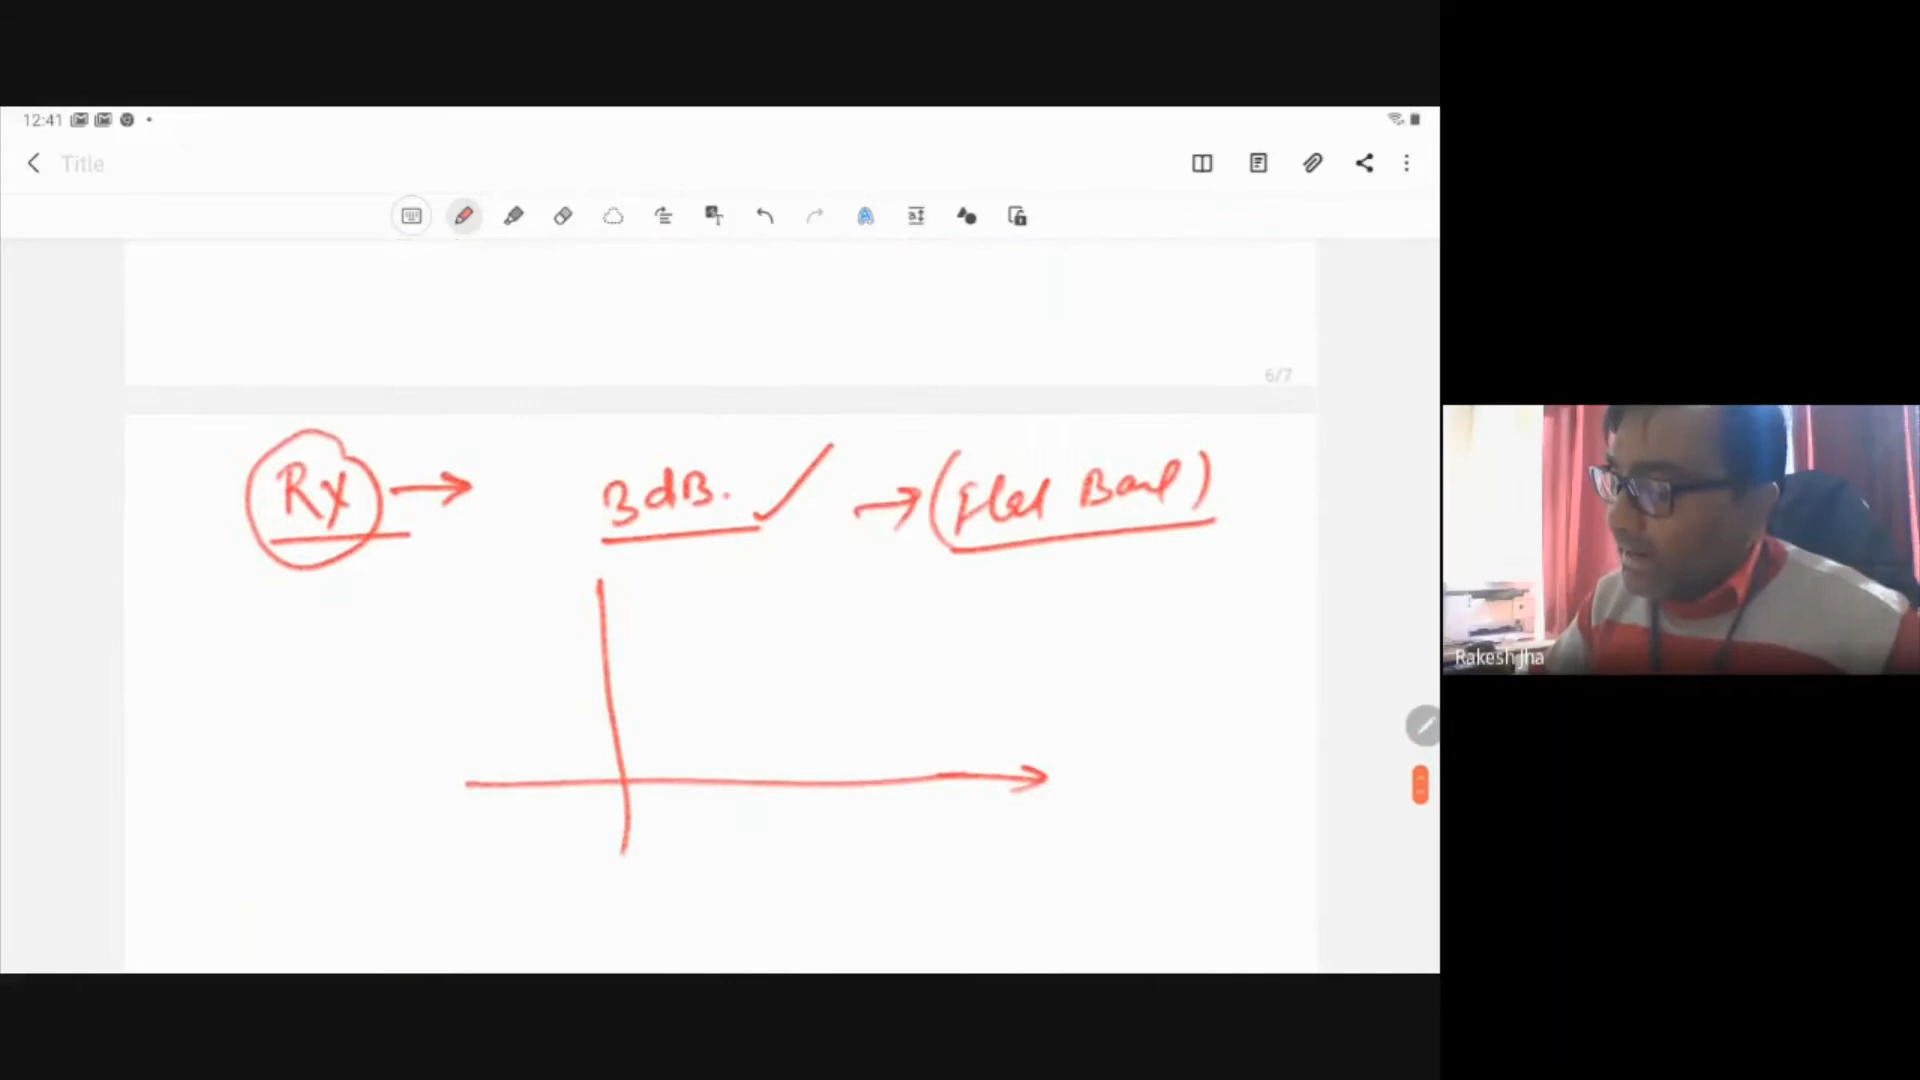 12:41
Title
6/7
Rx → 3dB. ✓ → (Flat Band)
Rakesh Jha